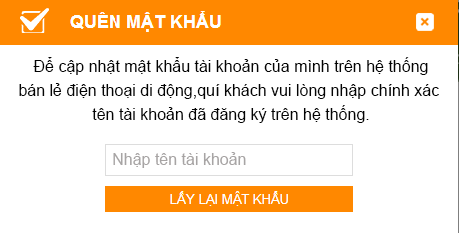 QUÊN MẬT KHẨU
Để cập nhật mật khẩu tài khoản của mình trên hệ thống
bán lẻ điện thoại di động,quí khách vui lòng nhập chính xác
tên tài khoản đã đăng ký trên hệ thống.
Nhập tên tài khoản
LẤY LẠI MẬT KHẨU